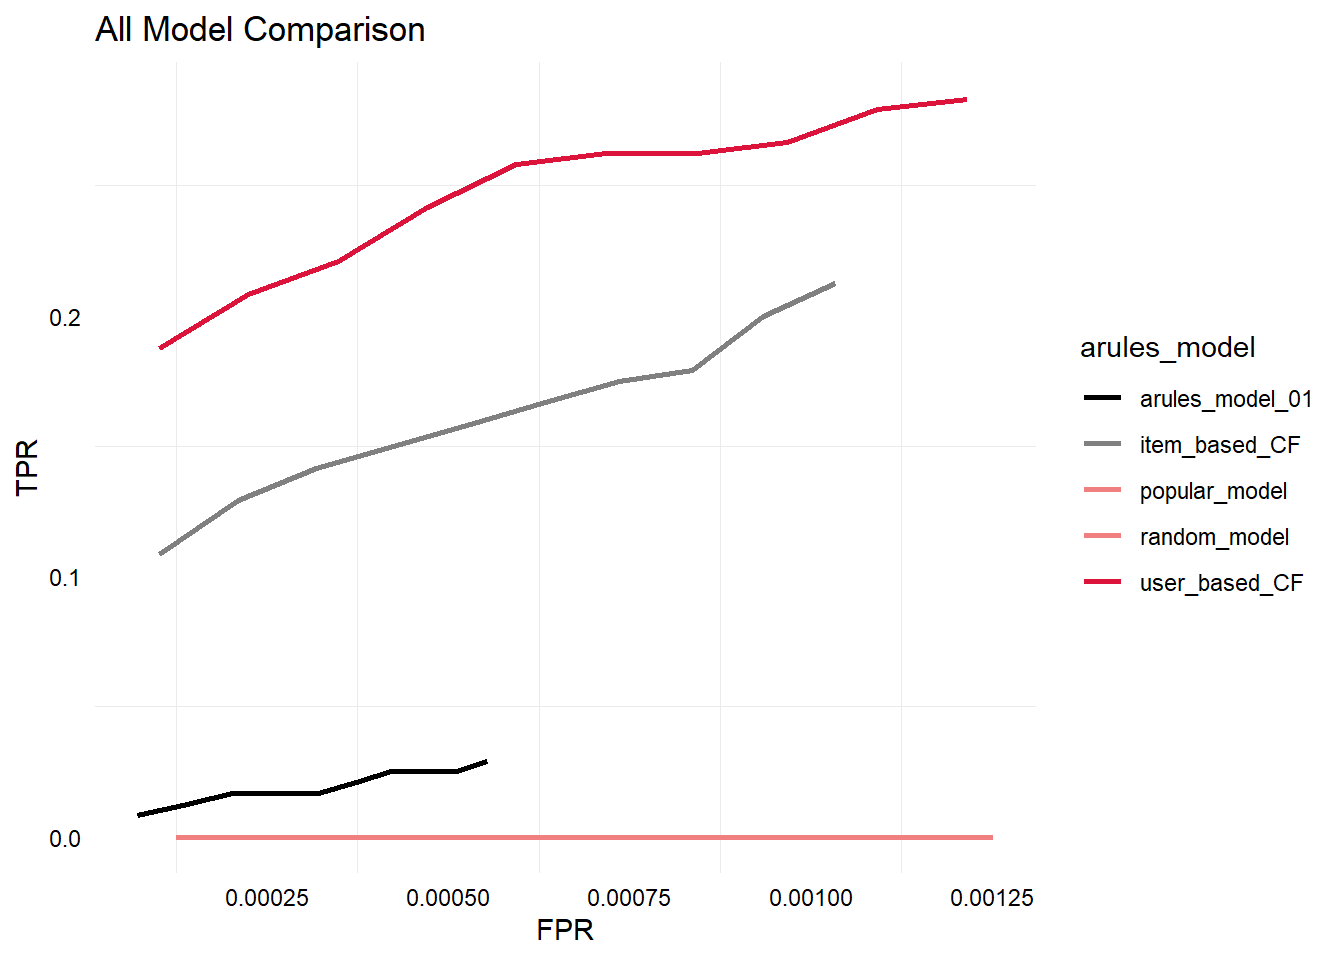 All Model Comparison
TPR
0.2
0.1
0.0
0.00025 0.00050 0.00075 0.00100 0.00125
FPR
arules_model
arules_model_01
item_based_CF
popular_model
random_model
user_based_CF